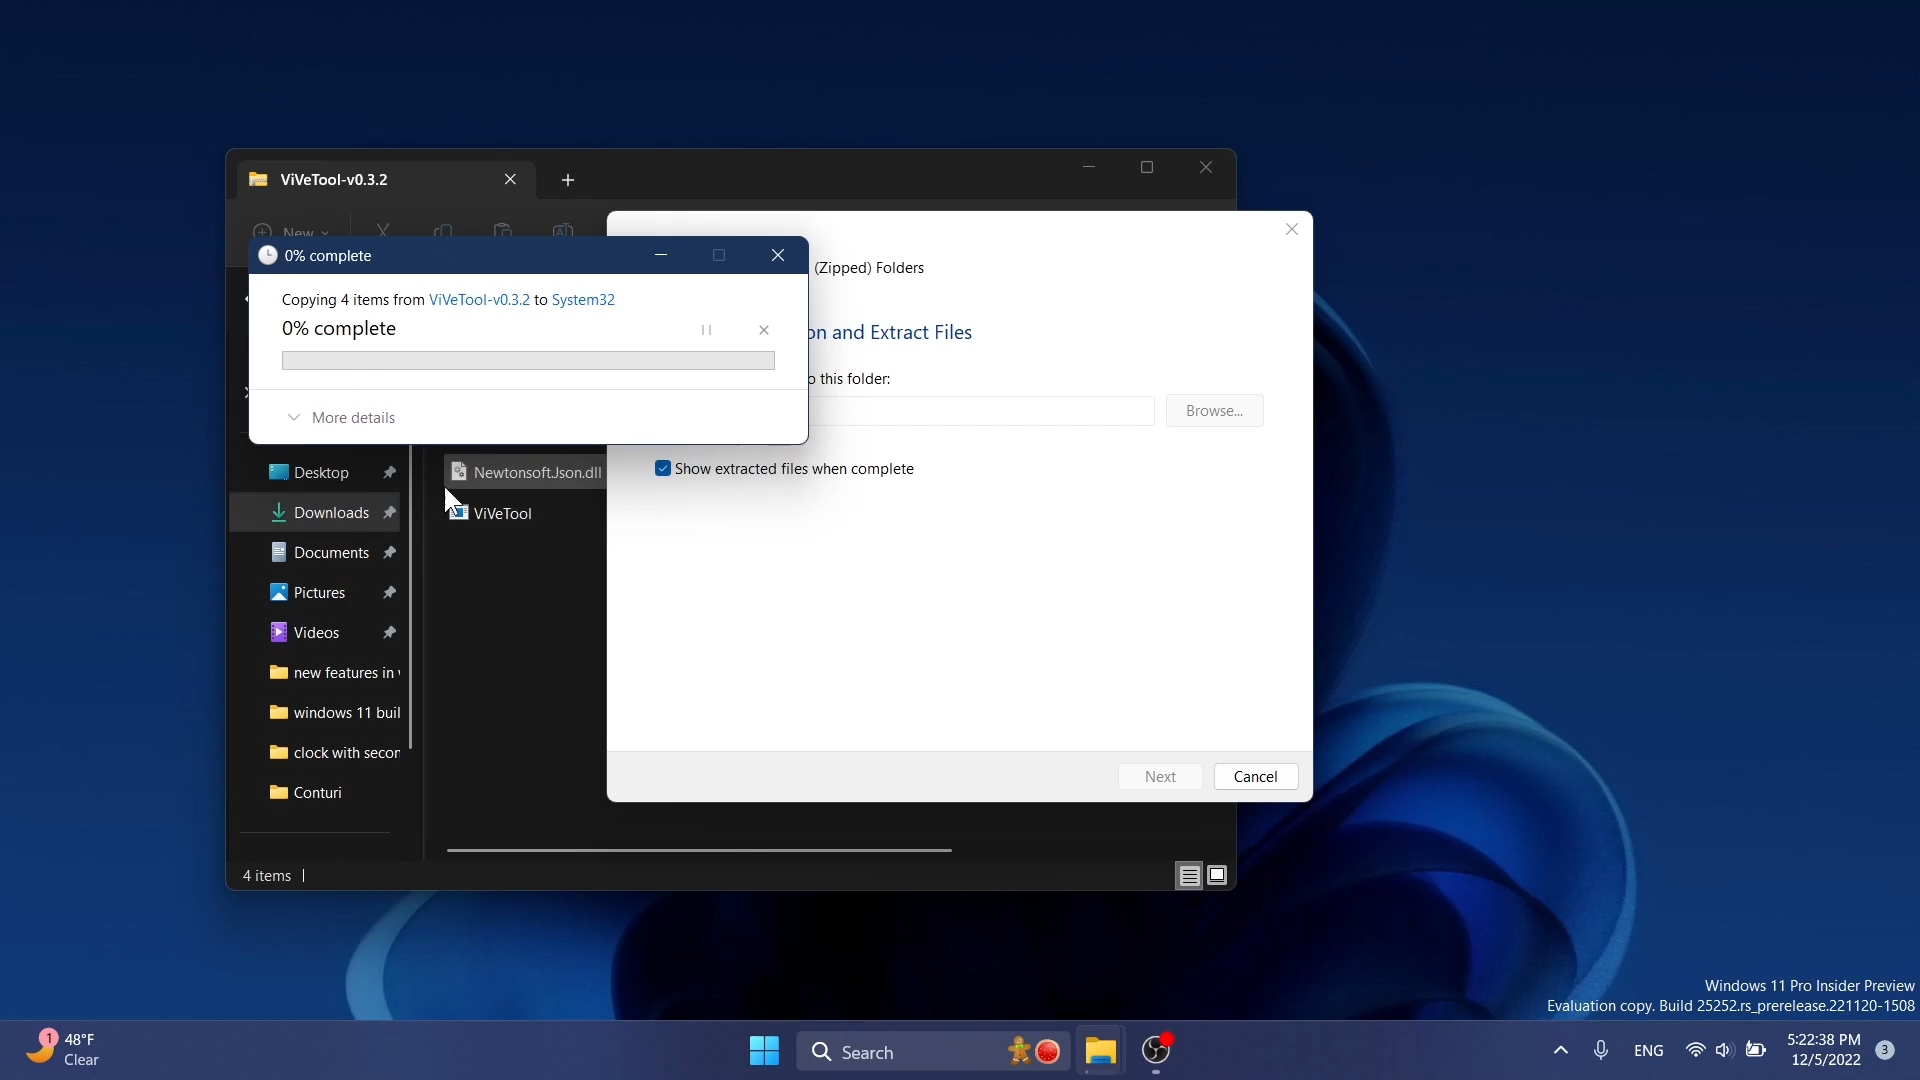 ViVeTool-v0.3.2
New
0% complete
Copying 4 items from ViVeTool-v0.3.2 to System32
0% complete
More details
(Zipped) Folders
on and Extract Files
o this folder:
Browse...
Show extracted files when complete
Next
Cancel
Desktop
Downloads
Documents
Pictures
Videos
new features in
windows 11 buil
clock with secon
Conturi
Newtonsoft.Json.dll
ViVeTool
4 items
Windows 11 Pro Insider Preview
Evaluation copy. Build 25252.rs_prerelease.221120-1508
1
48°F
Clear
Search
ENG
5:22:38 PM
12/5/2022
3